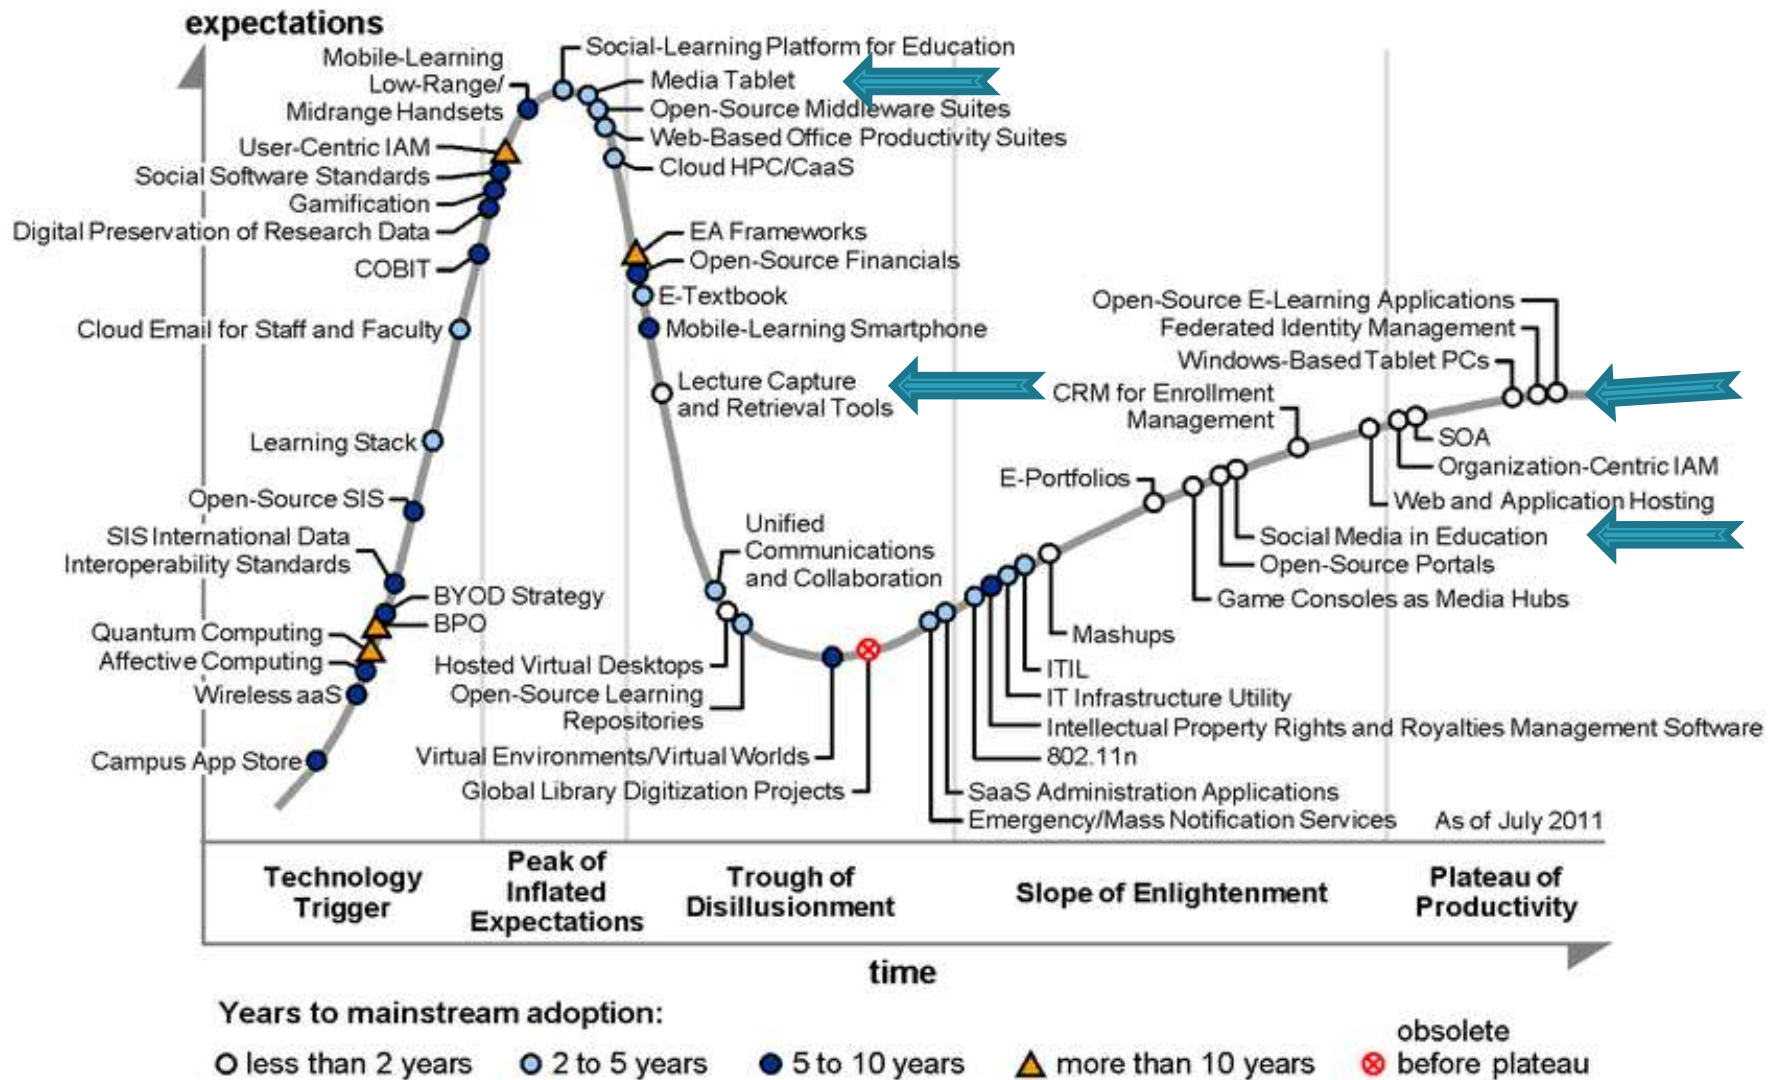 expectations
Mobile-Learning
Low-Range/
Midrange Handsets
User-Centric IAM
Social Software Standards
Gamification
Digital Preservation of Research Data
COBIT
Cloud Email for Staff and Faculty
Learning Stack
Open-Source SIS
SIS International Data
Interoperability Standards
BYOD Strategy
BPO
Quantum Computing
Affective Computing
Wireless aaS
Campus App Store
Social-Learning Platform for Education
Media Tablet
Open-Source Middleware Suites
Web-Based Office Productivity Suites
Cloud HPC/CaaS
EA Frameworks
Open-Source Financials
E-Textbook
Mobile-Learning Smartphone
Lecture Capture
and Retrieval Tools
Unified
Communications
and Collaboration
Hosted Virtual Desktops
Open-Source Learning
Repositories
Virtual Environments/Virtual Worlds
Global Library Digitization Projects
Open-Source E-Learning Applications
Federated Identity Management
Windows-Based Tablet PCs
CRM for Enrollment
Management
SOA
Organization-Centric IAM
Web and Application Hosting
E-Portfolios
Social Media in Education
Open-Source Portals
Game Consoles as Media Hubs
Mashups
ITIL
IT Infrastructure Utility
Intellectual Property Rights and Royalties Management Software
802.11n
SaaS Administration Applications
Emergency/Mass Notification Services
As of July 2011
Technology
Trigger
Peak of
Inflated
Expectations
Trough of
Disillusionment
Slope of Enlightenment
Plateau of
Productivity
time
Years to mainstream adoption:
less than 2 years
2 to 5 years
5 to 10 years
more than 10 years
obsolete
before plateau